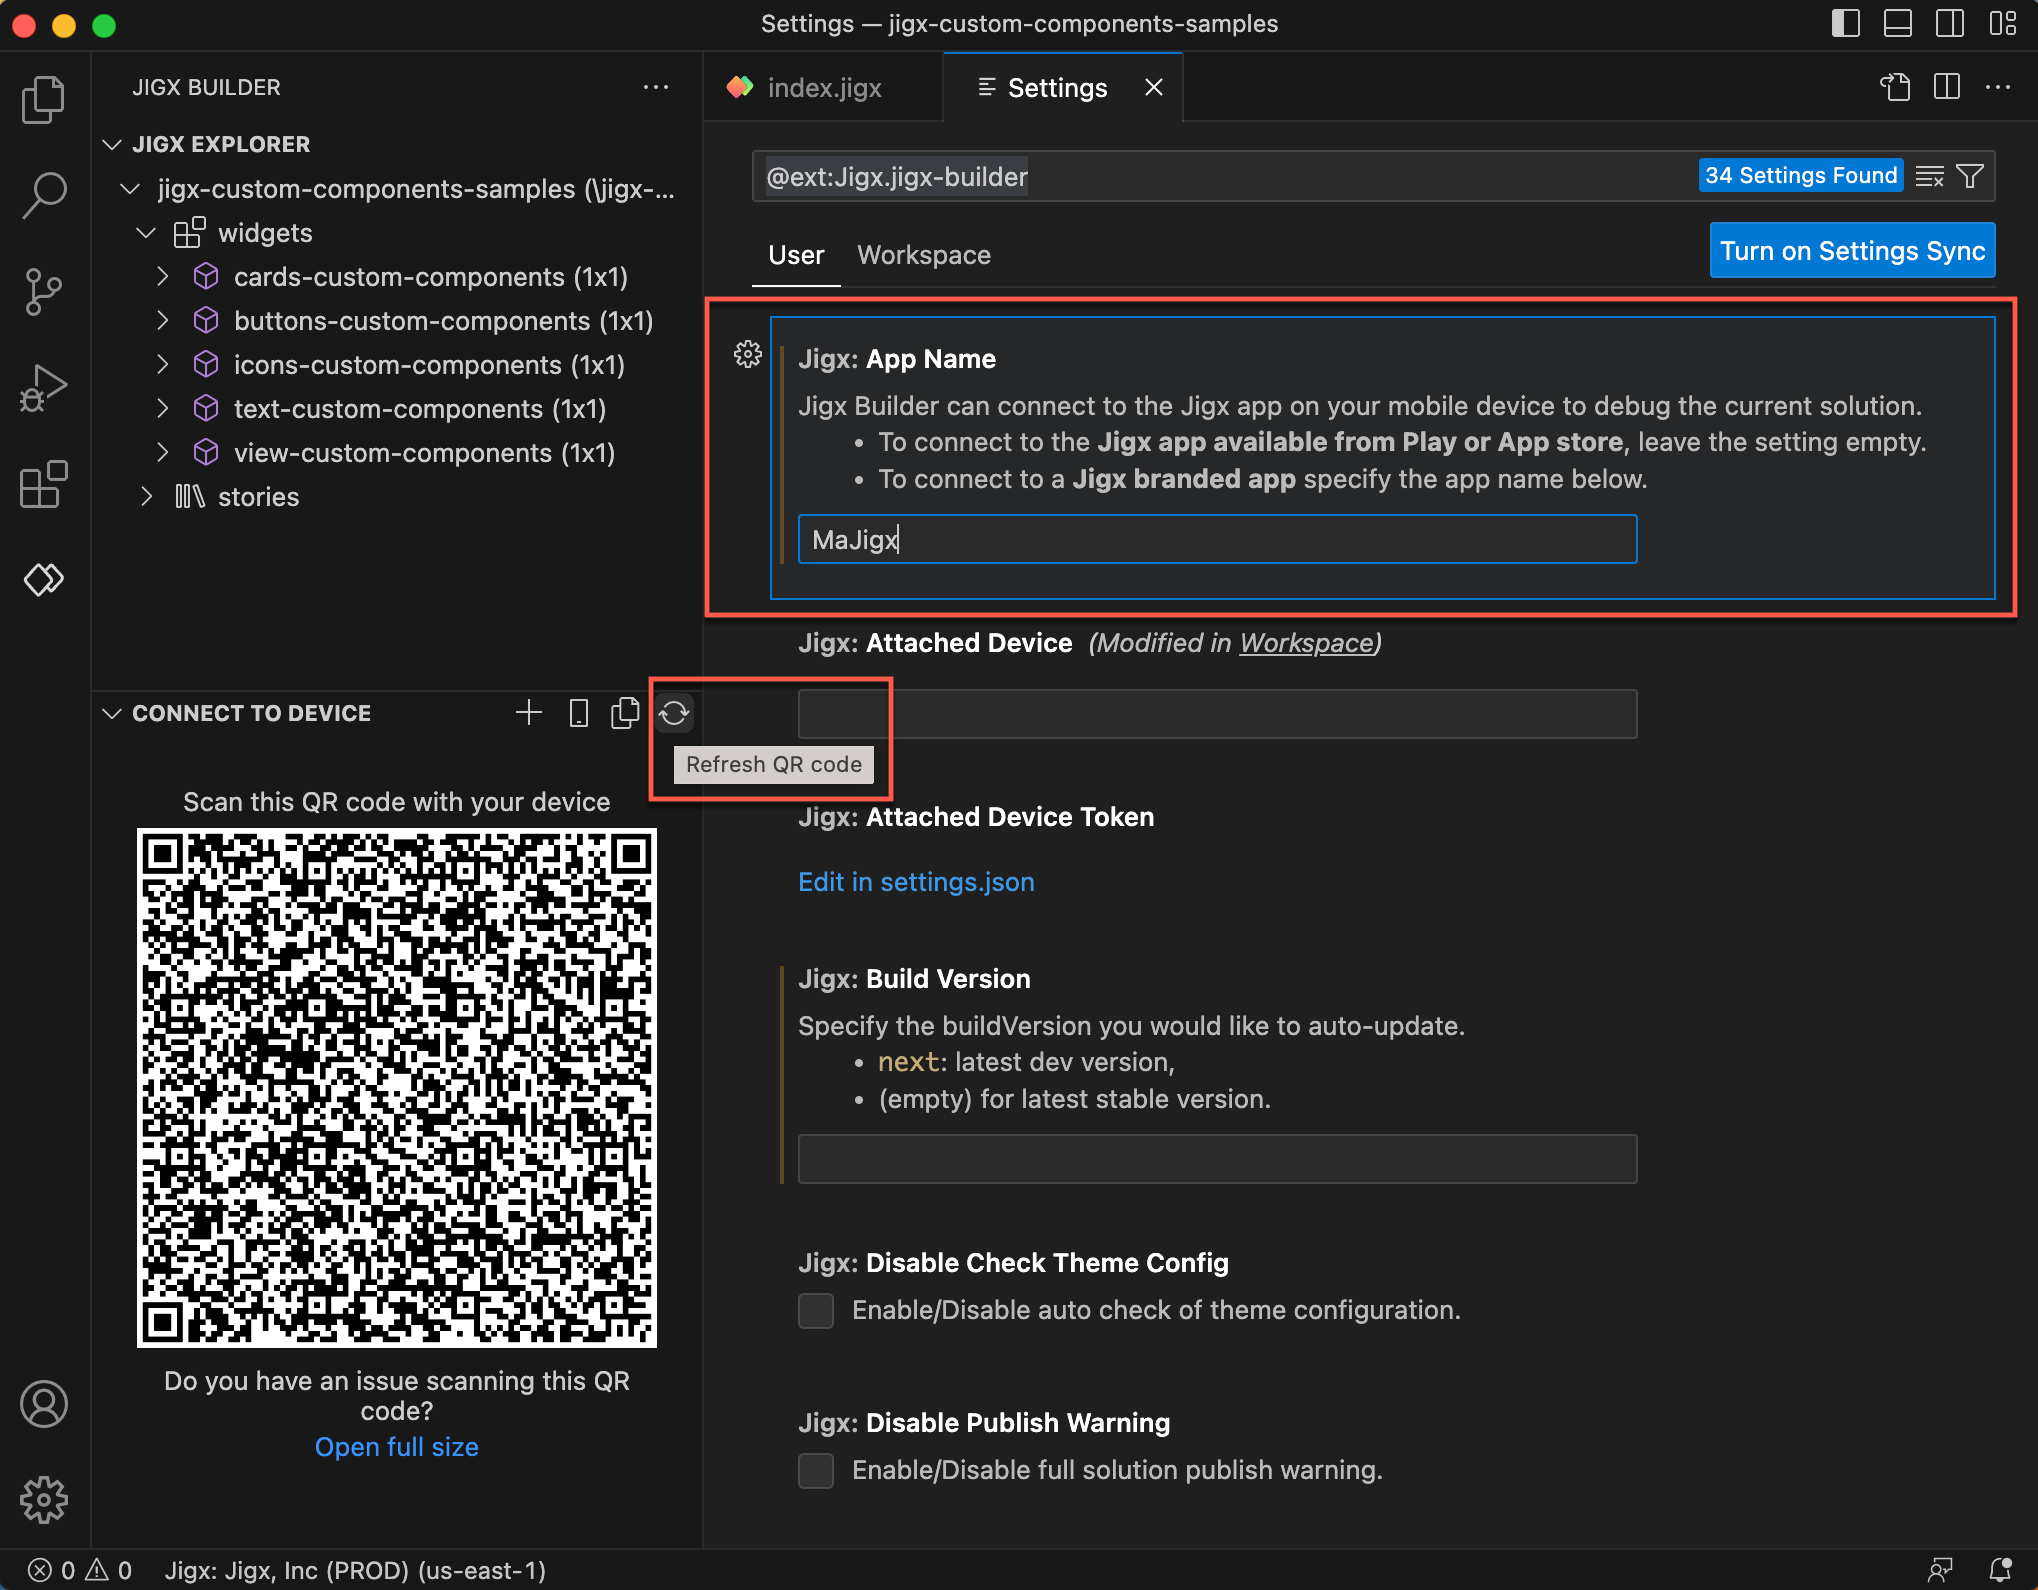 Settings — jigx-custom-components-samples
JIGX BUILDER
JIGX EXPLORER
jigx-custom-components-samples (\jigx-...
widgets
cards-custom-components (1x1)
buttons-custom-components (1x1)
icons-custom-components (1x1)
text-custom-components (1x1)
view-custom-components (1x1)
stories
CONNECT TO DEVICE
Refresh QR code
Scan this QR code with your device
Do you have an issue scanning this QR
code?
Open full size
index.jigx
Settings
@ext:Jigx.jigx-builder
34 Settings Found
User
Workspace
Turn on Settings Sync
Jigx: App Name
Jigx Builder can connect to the Jigx app on your mobile device to debug the current solution.
• To connect to the Jigx app available from Play or App store, leave the setting empty.
• To connect to a Jigx branded app specify the app name below.
MaJigx
Jigx: Attached Device (Modified in Workspace)
Jigx: Attached Device Token
Edit in settings.json
Jigx: Build Version
Specify the buildVersion you would like to auto-update.
• next: latest dev version,
• (empty) for latest stable version.
Jigx: Disable Check Theme Config
Enable/Disable auto check of theme configuration.
Jigx: Disable Publish Warning
Enable/Disable full solution publish warning.
0 0 Jigx: Jigx, Inc (PROD) (us-east-1)